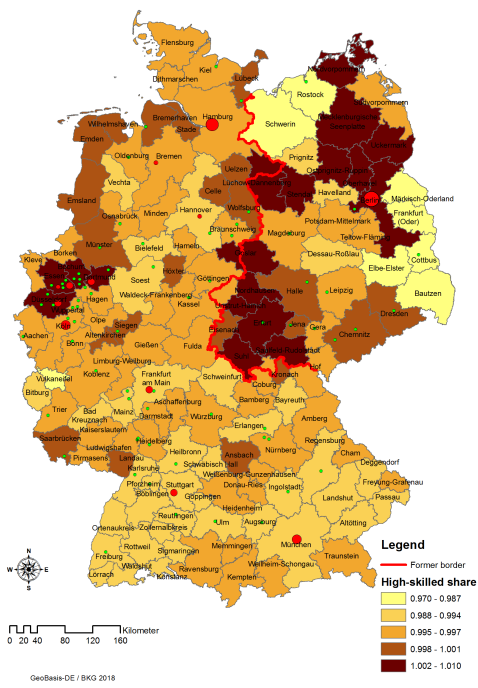 Flensburg
Kiel
Dithmarschen
Lübeck
Rostock
Hamburg
Schwerin
Bremerhaven
Wilhelmshaven
Stade
Emden
Oldenburg
Bremen
Uelzen
Prignitz
Vechta
Celle
Havelland
Berlin
Märkisch-Oderland
Frankfurt
(Oder)
Emsland
Osnabrück
Minden
Hannover
Wolfsburg
Potsdam-Mittelmark
Teltow-Fläming
Braunschweig
Magdeburg
Münster
Bielefeld
Hameln
Dessau-Roßlau
Cottbus
Elbe-Elster
Kleve
Borken
Höxter
Göttingen
Halle
Leipzig
Bautzen
Soest
Hagen
Waldeck-Frankenberg
Kassel
Dresden
Olpe
Siegen
Altenkirchen
Eisenach
Jena
Gera
Chemnitz
Aachen
Bonn
Gießen
Fulda
Suhl
Hof
Limburg-Weilburg
Vulkaneifel
Koblenz
Frankfurt
am Main
Schweinfurt
Coburg
Kronach
Bitburg
Bamberg
Bayreuth
Aschaffenburg
Trier
Bad
Kreuznach
Mainz
Darmstadt
Würzburg
Erlangen
Amberg
Kaiserslautern
Ludwigshafen
Heidelberg
Nürnberg
Regensburg
Saarbrücken
Pirmasens
Landau
Heilbronn
Ansbach
Cham
Karlsruhe
Schwäbisch Hall
Weißenburg-Gunzenhausen
Deggendorf
Pforzheim
Stuttgart
Donau-Ries
Ingolstadt
Freyung-Grafenau
Böblingen
Göppingen
Landshut
Passau
Heidenheim
Reutlingen
Ortenaukreis
Zollernalbkreis
Ulm
Augsburg
Altötting
Rottweil
München
Freiburg
Sigmaringen
Memmingen
Traunstein
Waldshut
Ravensburg
Weilheim-Schongau
Lörrach
Konstanz
Kempten
N
W
E
S
0 20 40 80 120 160
Kilometer
GeoBasis-DE / BKG 2018
Legend
Former border
High-skilled share
0.970 - 0.987
0.988 - 0.994
0.995 - 0.997
0.998 - 1.001
1.002 - 1.010